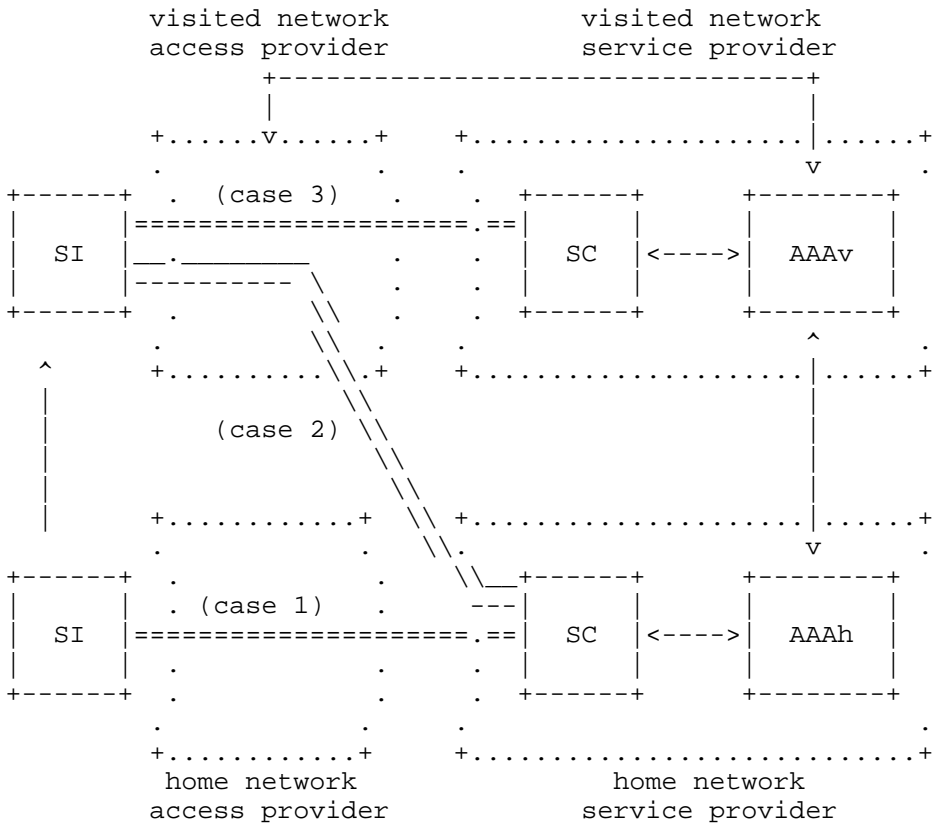 visited network visited network
access provider service provider
(case 3)
SI SC <----> AAAv
(case 2)
(case 1)
SI SC <----> AAAh
home network home network
access provider service provider